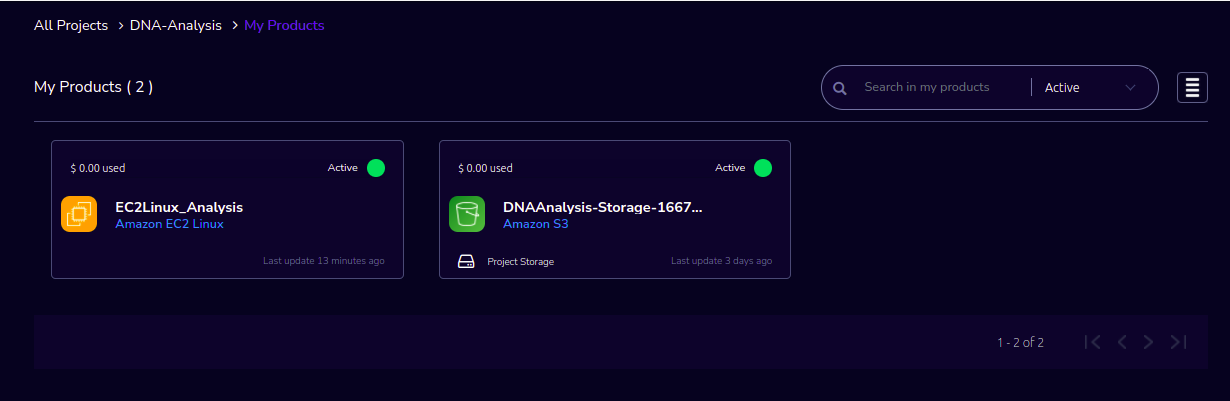 All Projects > DNA-Analysis > My Products
My Products ( 2 )
Search in my products
Active
$ 0.00 used
Active
EC2Linux_Analysis
Amazon EC2 Linux
Last update 13 minutes ago
$ 0.00 used
Active
DNAAnalysis-Storage-1667...
Amazon S3
Project Storage
Last update 3 days ago
1 - 2 of 2